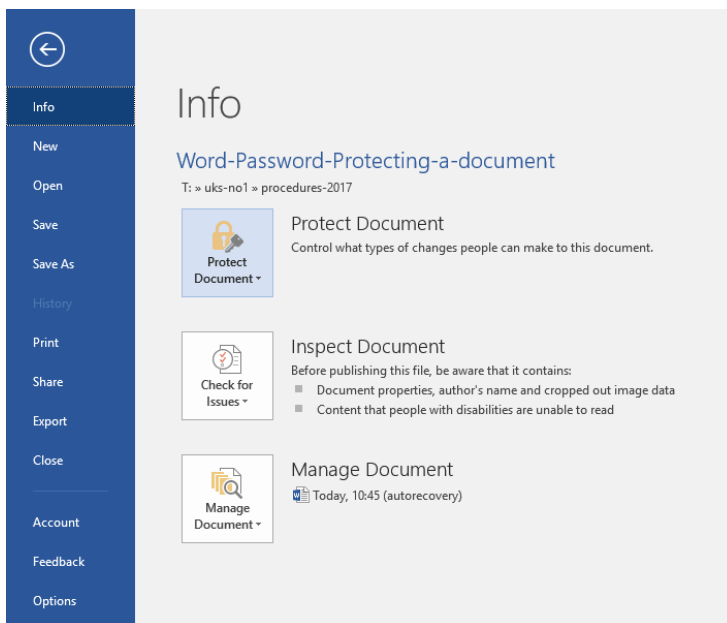 Info
New
Open
Save
Save As
History
Print
Share
Export
Close
Account
Feedback
Options
Info
Word-Password-Protecting-a-document
T: » uks-no1 » procedures-2017
Protect
Document
Protect Document
Control what types of changes people can make to this document.
Check for
Issues
Inspect Document
Before publishing this file, be aware that it contains:
Document properties, author's name and cropped out image data
Content that people with disabilities are unable to read
Manage
Document
Manage Document
Today, 10:45 (autorecovery)